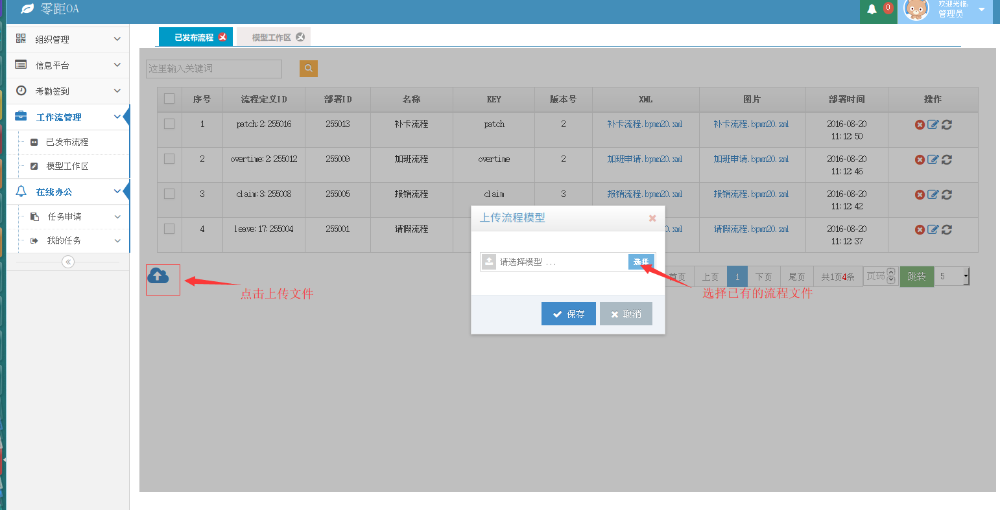 零距OA
0
欢迎光临,
管理员
组织管理
信息平台
考勤签到
工作流管理
已发布流程
模型工作区
在线办公
任务申请
我的任务
已发布流程
模型工作区
这里输入关键词
序号 流程定义ID 部署ID 名称 KEY 版本号 XML 图片 部署时间 操作
1 patch:2:255016 255013 补卡流程 patch 2 补卡流程.bpmn20.xml 补卡流程.bpmn20.xml 2016-08-20
11:12:50
2 overtime:2:255012 255009 加班流程 overtime 2 加班申请.bpmn20.xml 加班申请.bpmn20.xml 2016-08-20
11:12:46
3 claim:3:255008 255005 报销流程 claim 3 报销流程.bpmn20.xml 报销流程.bpmn20.xml 2016-08-20
11:12:42
4 leave:17:255004 255001 请假流程 0.xml 请假流程.bpmn20.xml 2016-08-20
11:12:37
上传流程模型
请选择模型 ...
选择
保存
取消
首页 上页 1 下页 尾页 共1页4条 页码 跳转 5
点击上传文件
选择已有的流程文件